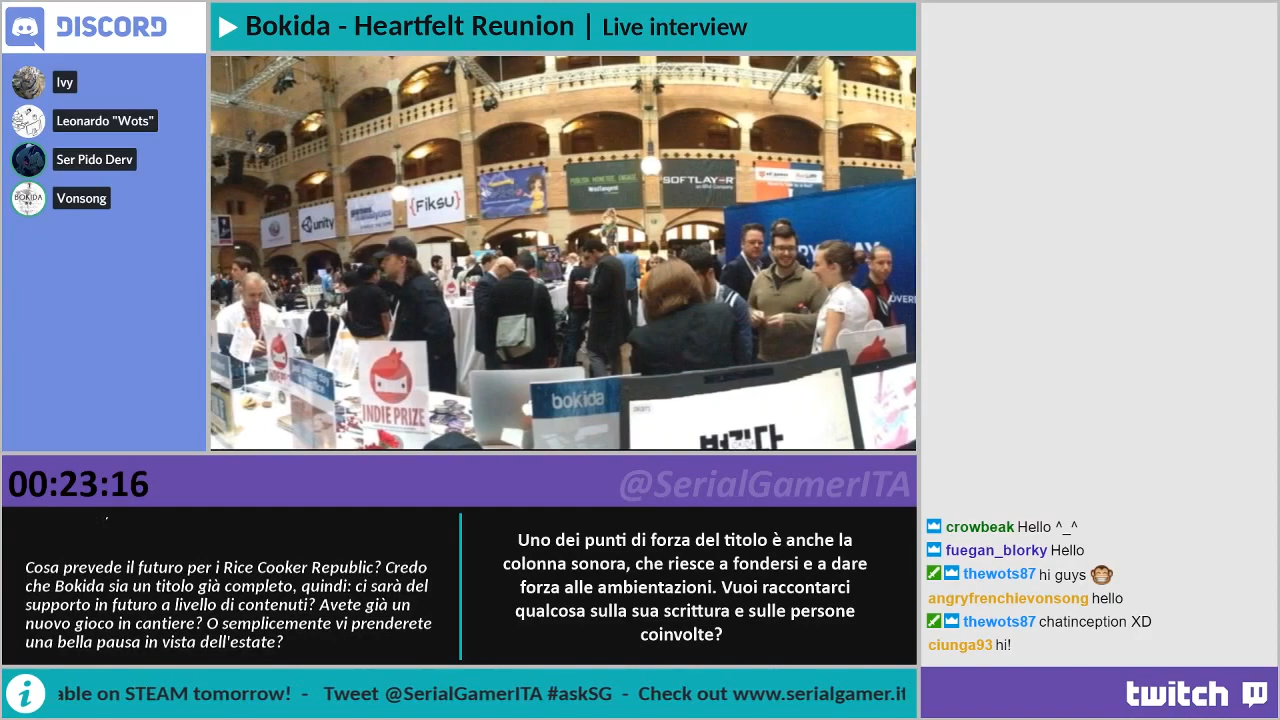 DISCORD
Ivy
Leonardo "Wots"
Ser Pido Derv
BOKIDA
Vonsong
Bokida - Heartfelt Reunion | Live interview
unity
{FiKSU}
SOFTLAYER
INDIE PRIZE
bokida
00:23:16
@SerialGamerITA
Cosa prevede il futuro per i Rice Cooker Republic? Credo
che Bokida sia un titolo già completo, quindi: ci sarà del
supporto in futuro a livello di contenuti? Avete già un
nuovo gioco in cantiere? O semplicemente vi prenderete
una bella pausa in vista dell'estate?
Uno dei punti di forza del titolo è anche la
colonna sonora, che riesce a fondersi e a dare
forza alle ambientazioni. Vuoi raccontarci
qualcosa sulla sua scrittura e sulle persone
coinvolte?
able on STEAM tomorrow! - Tweet @SerialGamerITA #askSG - Check out www.serialgamer.it
crowbeak Hello ^_^
fuegan_blorky Hello
thewots87 hi guys
angryfrenchievonsong hello
thewots87 chatinception XD
ciunga93 hi!
twitch